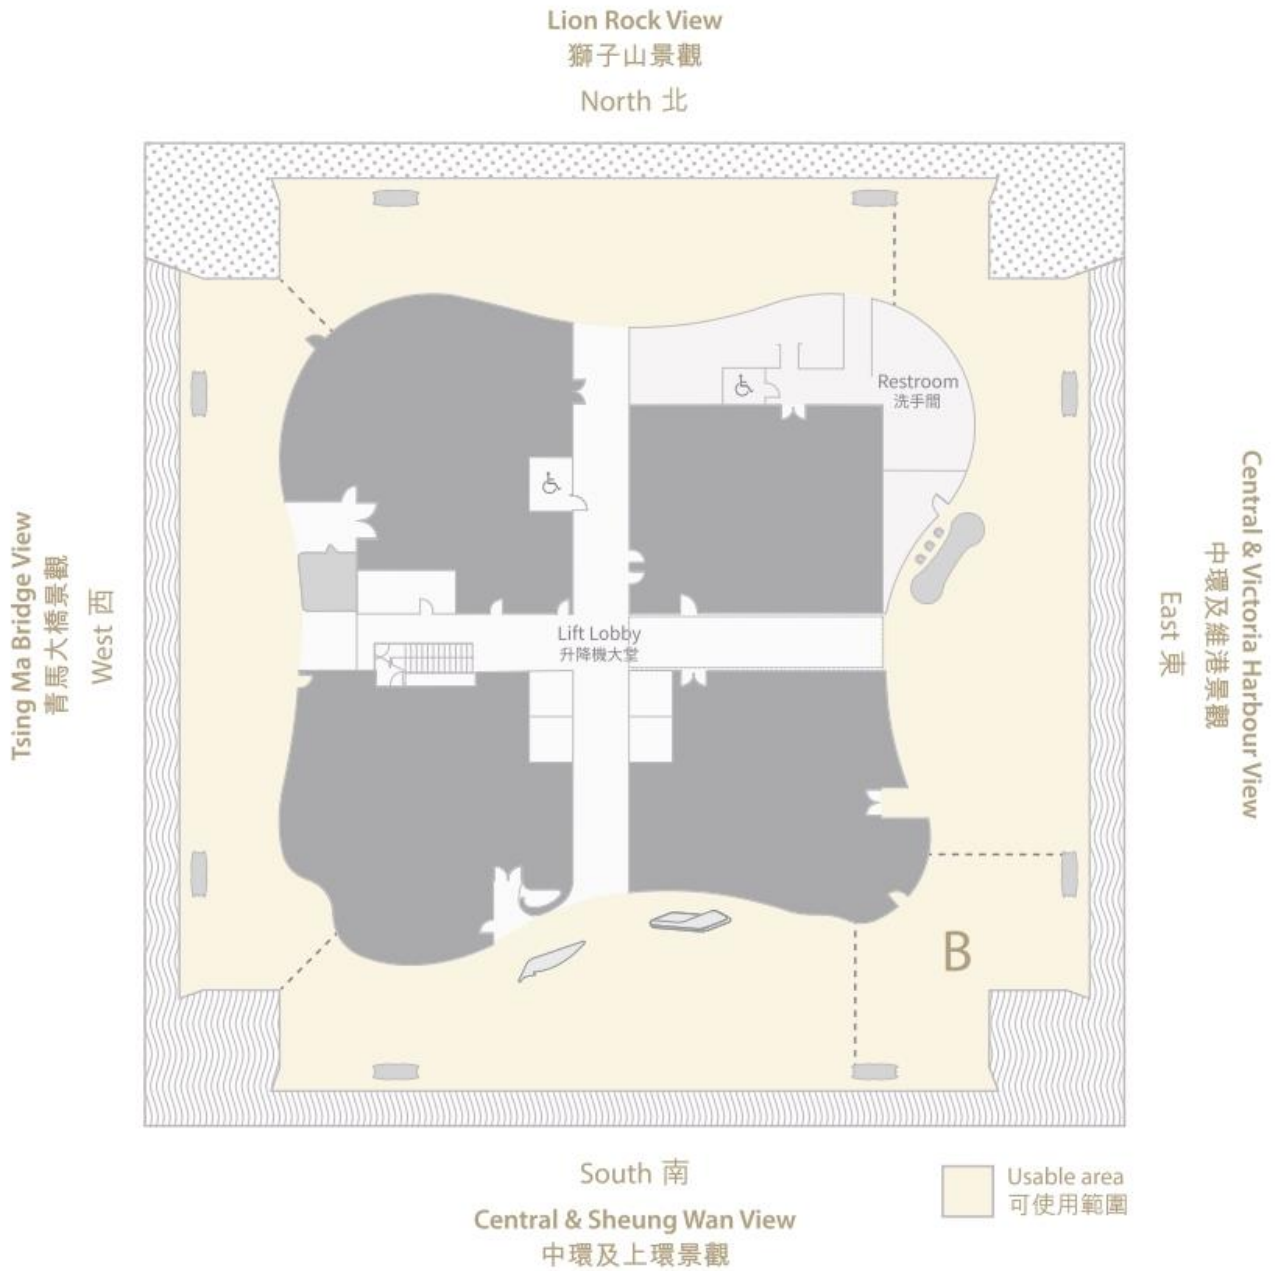 Lion Rock View
獅子山景觀
North 北
Restroom
洗手間
Tsing Ma Bridge View
青馬大橋景觀
West 西
Lift Lobby
升降機大堂
East 東
中環及維港景觀
Central & Victoria Harbour View
B
South 南
Central & Sheung Wan View
中環及上環景觀
Usable area
可使用範圍